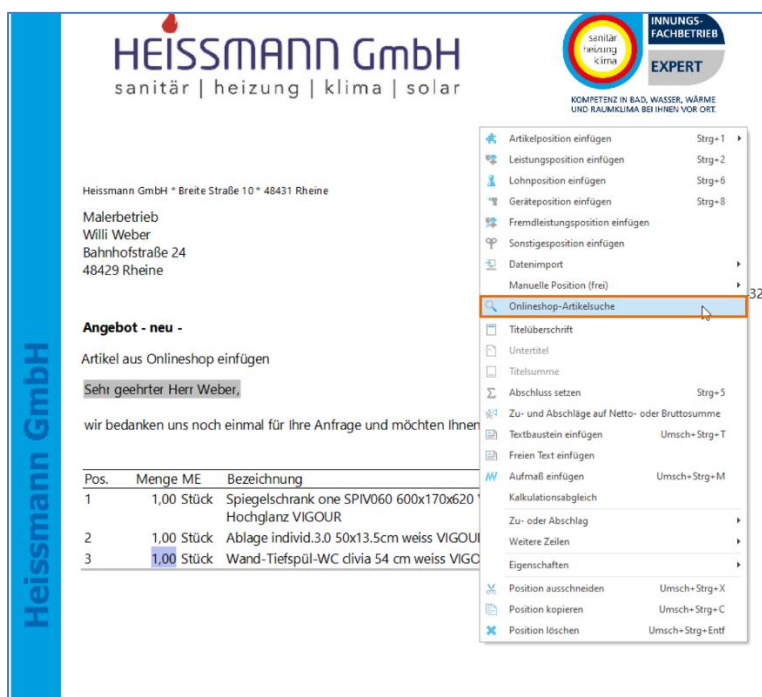 HEISSMANN GmbH
sanitär | heizung | klima | solar
sanitär
heizung
klima
INNUNGS-
FACHBETRIEB
EXPERT
KOMPETENZ IN BAD, WASSER, WÄRME
UND RAUMKLIMA BEI IHNEN VOR ORT.
Heissmann GmbH * Breite Straße 10 * 48431 Rheine
Malerbetrieb
Willi Weber
Bahnhofstraße 24
48429 Rheine
32
Angebot - neu -
Artikel aus Onlineshop einfügen
Sehr geehrter Herr Weber,
wir bedanken uns noch einmal für Ihre Anfrage und möchten Ihnen
Pos. Menge ME Bezeichnung
1 1,00 Stück Spiegelschrank one SPIV060 600x170x620
Hochglanz VIGOUR
2 1,00 Stück Ablage individ.3.0 50x13.5cm weiss VIGOU
3 1,00 Stück Wand-Tiefspül-WC clivia 54 cm weiss VIGO
Heissmann GmbH
Artikelposition einfügen Strg+1
Leistungsposition einfügen Strg+2
Lohnposition einfügen Strg+6
Geräteposition einfügen Strg+8
Fremdleistungsposition einfügen
Sonstigesposition einfügen
Datenimport
Manuelle Position (frei)
Onlineshop-Artikelsuche
Titelüberschrift
Untertitel
Titelsumme
Abschluss setzen Strg+5
Zu- und Abschläge auf Netto- oder Bruttosumme
Textbaustein einfügen Umsch+Strg+T
Freien Text einfügen
Aufmaß einfügen Umsch+Strg+M
Kalkulationsabgleich
Zu- oder Abschlag
Weitere Zeilen
Eigenschaften
Position ausschneiden Umsch+Strg+X
Position kopieren Umsch+Strg+C
Position löschen Umsch+Strg+Entf